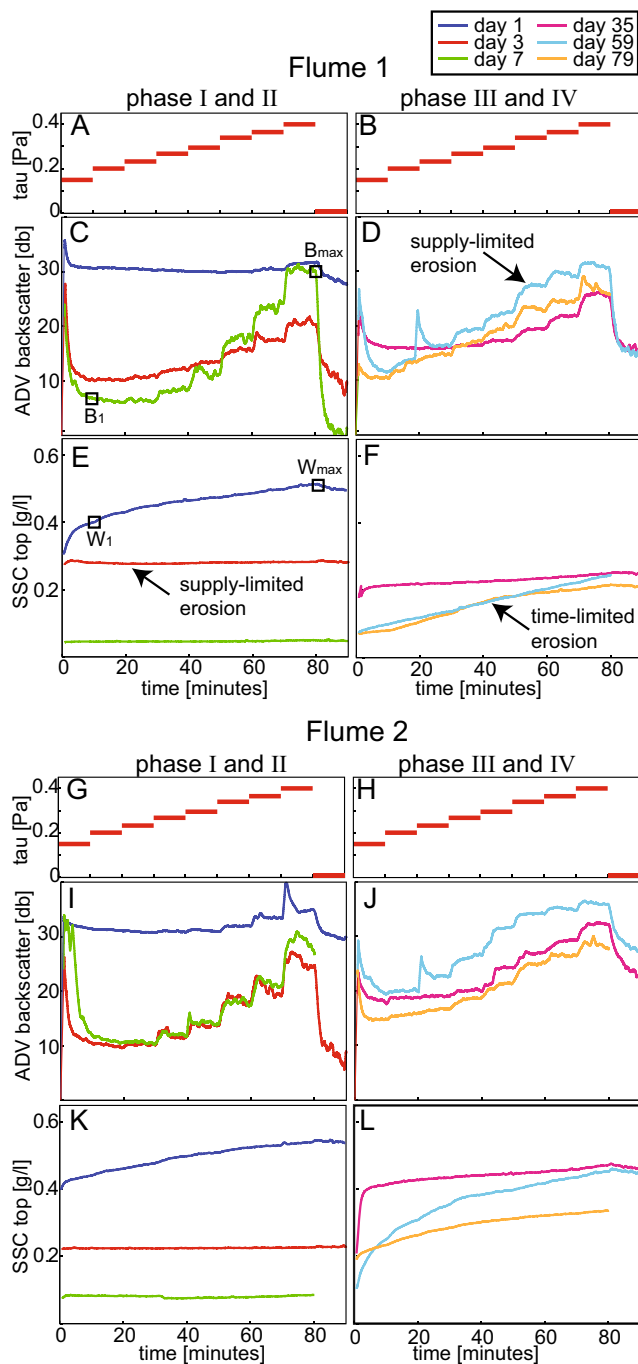 day 1
day 3
day 7
day 35
day 59
day 79
Flume 1
phase I and II
phase III and IV
A
B
tau [Pa]
0.4
0.2
0
C
D
ADV backscatter [db]
30
20
10
Bmax
B1
supply-limited
erosion
E
F
SSC top [g/l]
0.6
0.4
0.2
Wmax
W1
supply-limited
erosion
time-limited
erosion
0 20 40 60 80
0 20 40 60 80
time [minutes]
time [minutes]
Flume 2
phase I and II
phase III and IV
G
H
tau [Pa]
0.4
0.2
0
I
J
ADV backscatter [db]
30
20
10
0
K
L
SSC top [g/l]
0.6
0.4
0.2
0 20 40 60 80
0 20 40 60 80
time [minutes]
time [minutes]